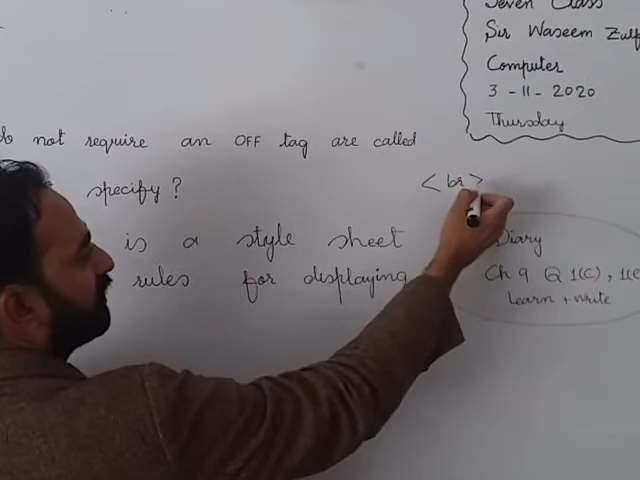 Seven Class
Sir Waseem
Computer
3 - 11 - 2020
Thursday
do not require an OFF tag are called
specify ?
<br>
is a style sheet
rules for displaying
Diary
Ch 9 Q 1(C) , 1(e
Learn + write